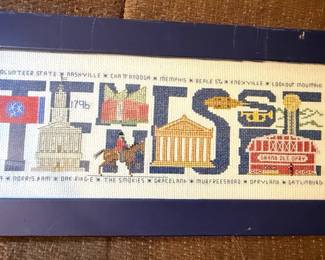 VOLUNTEER STATE ★ NASHVILLE ★ CHATTANOOGA ★ MEMPHIS ★ BEALE ST. ★ KNOXVILLE ★ LOOKOUT MOUNTAIN
1796
TENESSE
GRAND OLE OPRY
NORRIS DAM ★ OAK RIDGE ★ THE SMOKIES ★ GRACELAND ★ MURFREESBORO ★ OPRYLAND ★ GATLINBURG